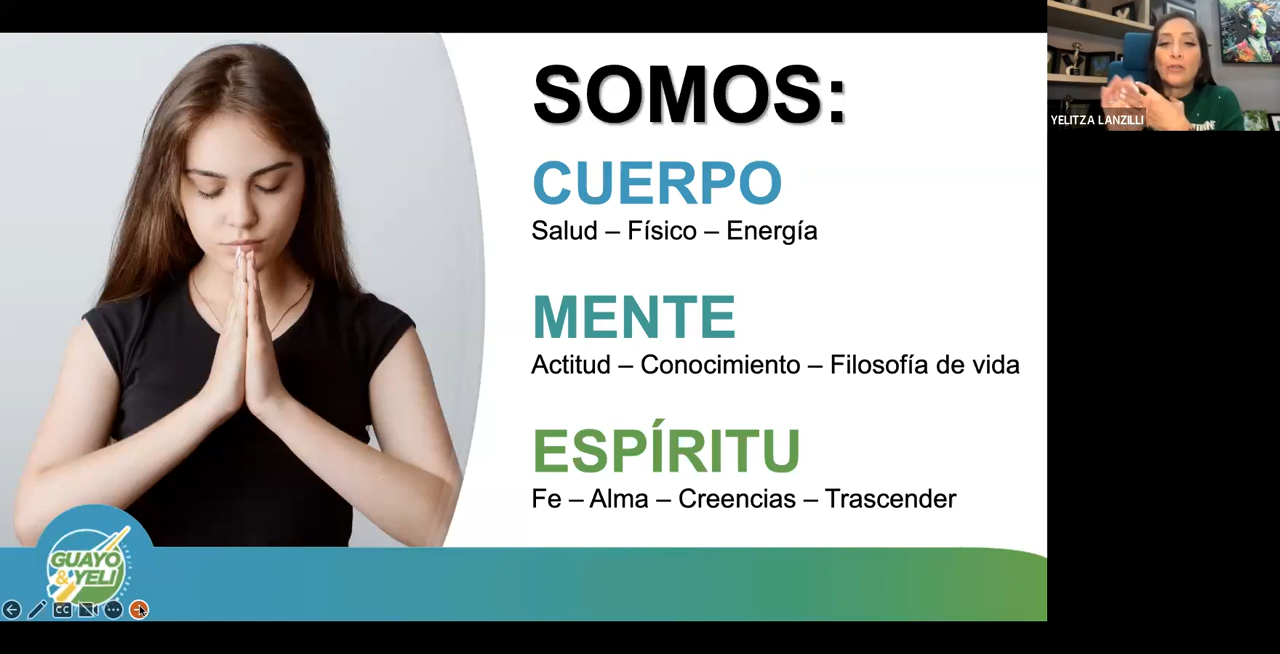 SOMOS:
CUERPO
Salud – Físico – Energía
MENTE
Actitud – Conocimiento – Filosofía de vida
ESPÍRITU
Fe – Alma – Creencias – Trascender
YELITZA LANZILLI
GUAYO
&YELI
CC